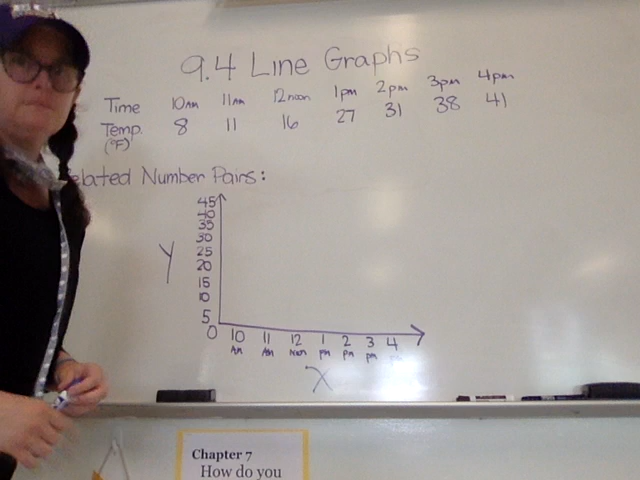 9.4 Line Graphs
Time 10AM 11AM 12noon 1pm 2pm 3pm 4pm
Temp. 8 11 16 27 31 38 41
(°F)
elated Number Pairs:
45
40
35
30
Y 25
20
15
10
5
0 10 11 12 1 2 3 4
AM AM Noon pm pm pm
X
Chapter 7
How do you